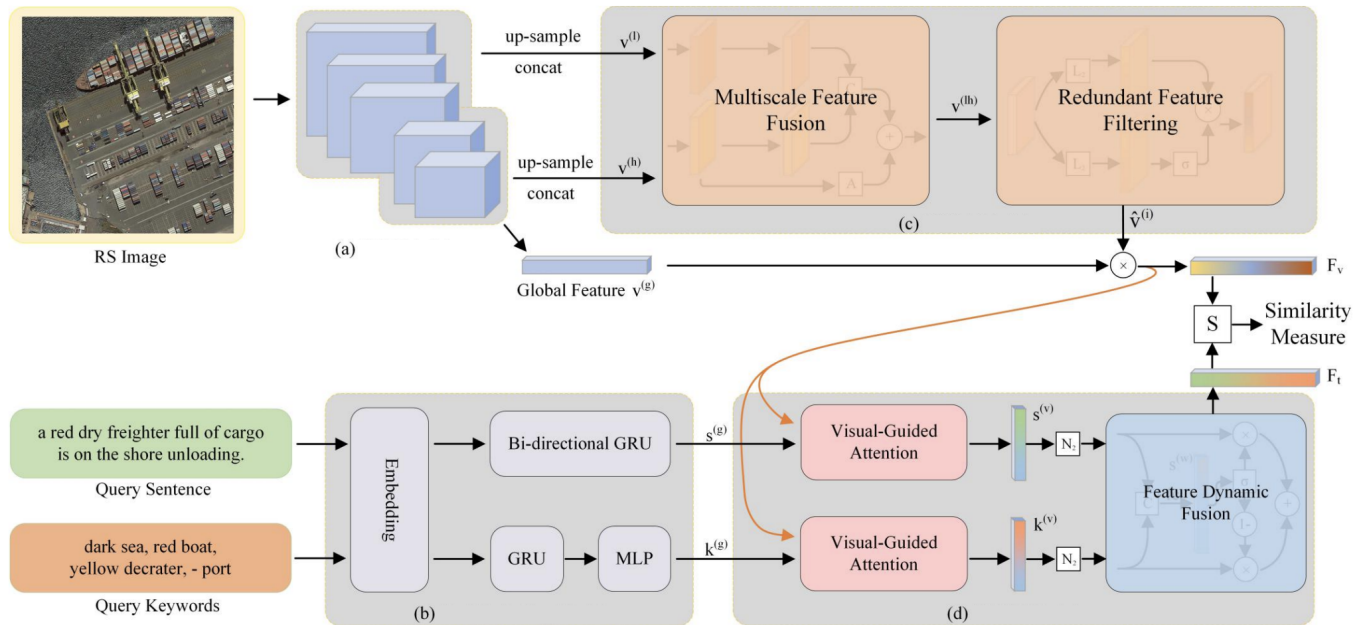 up-sample
concat
v(l)
up-sample
concat
v(h)
Multiscale Feature
Fusion
C
+
A
v(lh)
Redundant Feature
Filtering
+
σ
(c)
RS Image
(a)
Global Feature v(g)
v̂(i)
×
Fv
S
Similarity
Measure
Ft
a red dry freighter full of cargo
is on the shore unloading.
Query Sentence
dark sea, red boat,
yellow decrater, - port
Query Keywords
Embedding
Bi-directional GRU
GRU
MLP
(b)
s(g)
k(g)
Visual-Guided
Attention
s(v)
N2
Visual-Guided
Attention
k(v)
N2
Feature Dynamic
Fusion
s(w)
C
σ
×
+
×
(d)